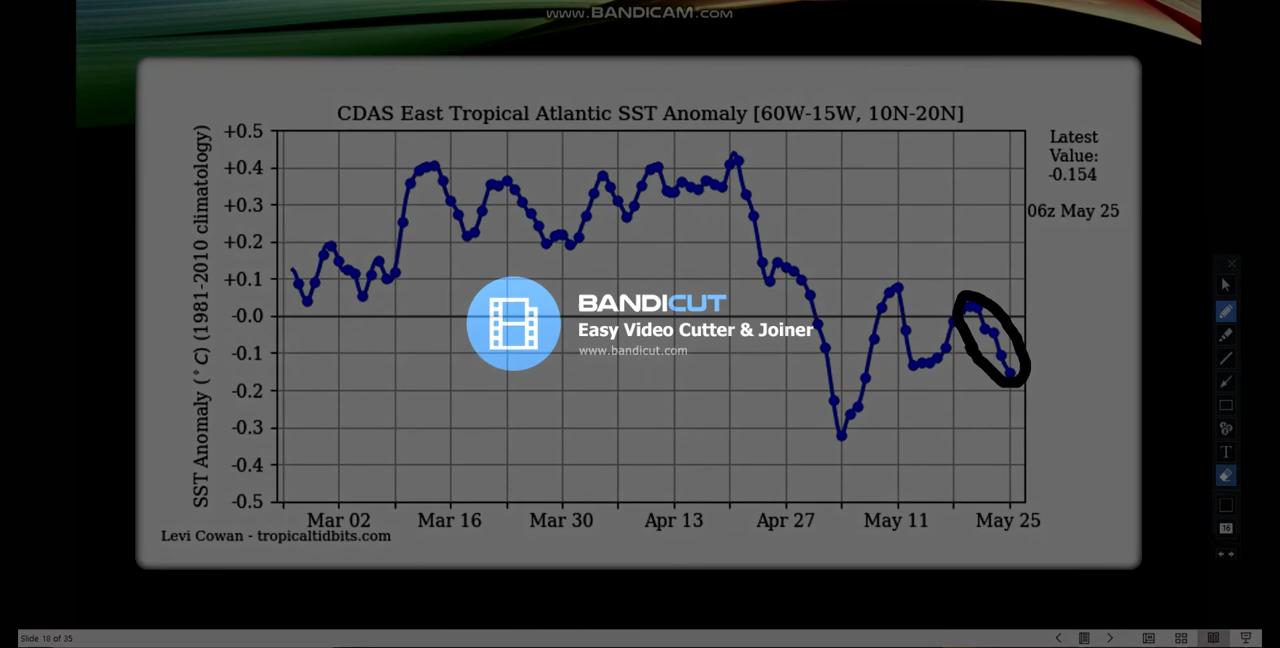 www.BANDICAM.com
CDAS East Tropical Atlantic SST Anomaly [60W-15W, 10N-20N]
SST Anomaly (°C) (1981-2010 climatology)
+0.5
+0.4
+0.3
+0.2
+0.1
-0.0
-0.1
-0.2
-0.3
-0.4
-0.5
Latest
Value:
-0.154
06z May 25
BANDICUT
Easy Video Cutter & Joiner
www.bandicut.com
Mar 02 Mar 16 Mar 30 Apr 13 Apr 27 May 11 May 25
Levi Cowan - tropicaltidbits.com
T
16
Slide 18 of 35